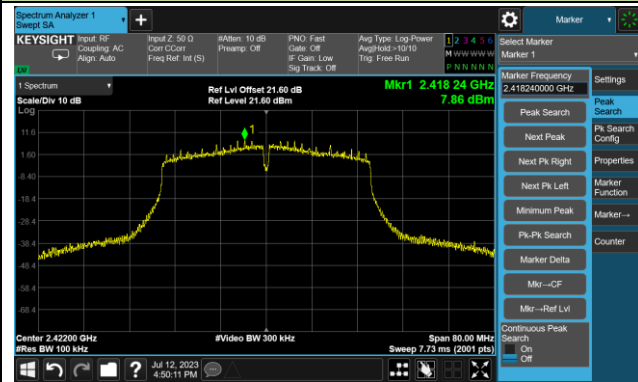 Spectrum Analyzer 1
Swept SA
Marker
KEYSIGHT
Input: RF
Coupling: AC
Align: Auto
Input Z: 50 Ω
Corr CCorr
Freq Ref: Int (S)
#Atten: 10 dB
Preamp: Off
PNO: Fast
Gate: Off
IF Gain: Low
Sig Track: Off
Avg Type: Log-Power
Avg|Hold:>10/10
Trig: Free Run
1 2 3 4 5 6
M W W W W W
P N N N N N
Select Marker
Marker 1
1 Spectrum
Scale/Div 10 dB
Log
Ref Lvl Offset 21.60 dB
Ref Level 21.60 dBm
Mkr1 2.418 24 GHz
7.86 dBm
11.6
1.60
-8.40
-18.4
-28.4
-38.4
-48.4
-58.4
-68.4
1
Center 2.42200 GHz
#Res BW 100 kHz
#Video BW 300 kHz
Span 80.00 MHz
Sweep 7.73 ms (2001 pts)
Marker Frequency
2.418240000 GHz
Peak Search
Next Peak
Next Pk Right
Next Pk Left
Minimum Peak
Pk-Pk Search
Marker Delta
Mkr→CF
Mkr→Ref Lvl
Continuous Peak
Search
On
Off
Settings
Peak
Search
Pk Search
Config
Properties
Marker
Function
Marker→
Counter
Jul 12, 2023
4:50:11 PM